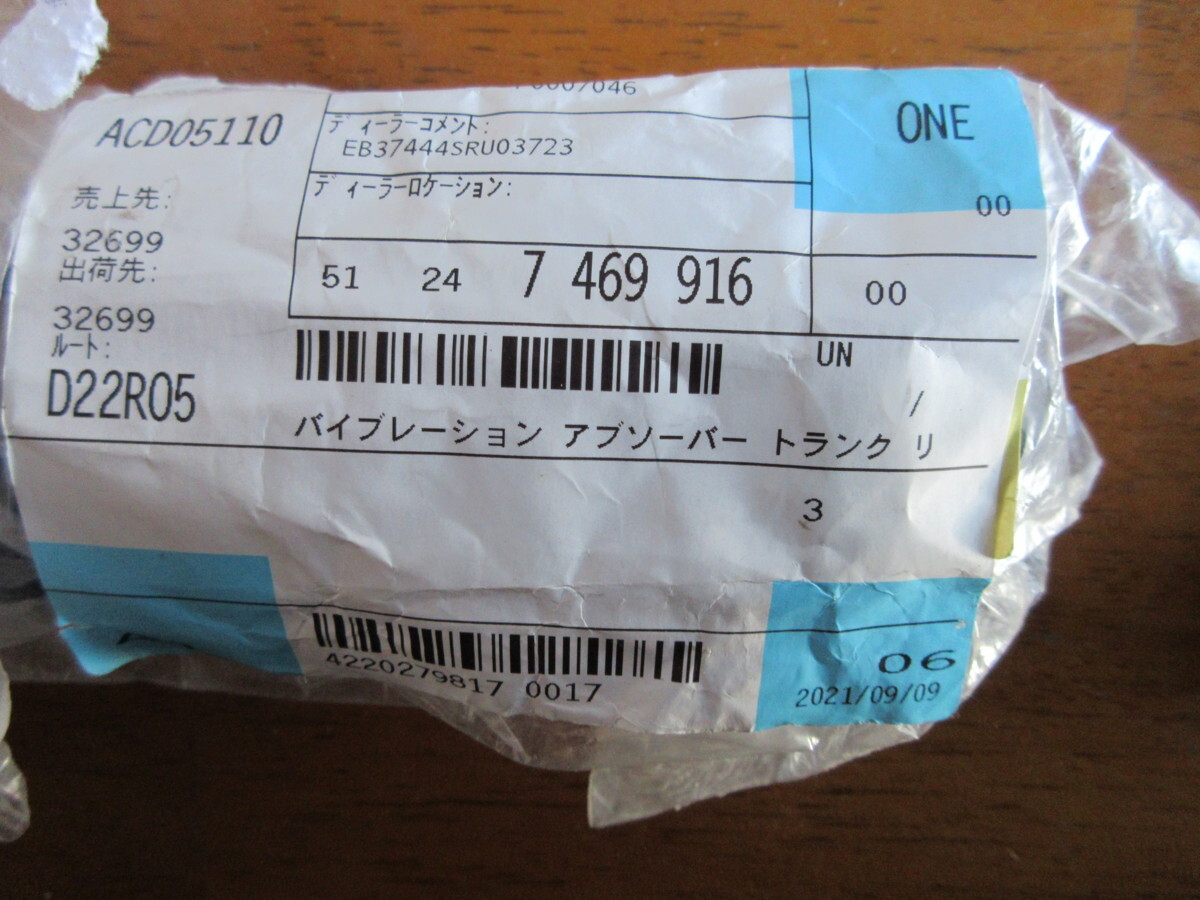 ACD05110
売上先:
32699
出荷先:
32699
ルート:
D22R05
0007046
ディーラーコメント:
EB37444SRU03723
ディーラーロケーション:
51 24 7 469 916
ONE
00
00
UN
/
バイブレーション アブソーバー トランク リ
3
4220279817 0017
06
2021/09/09